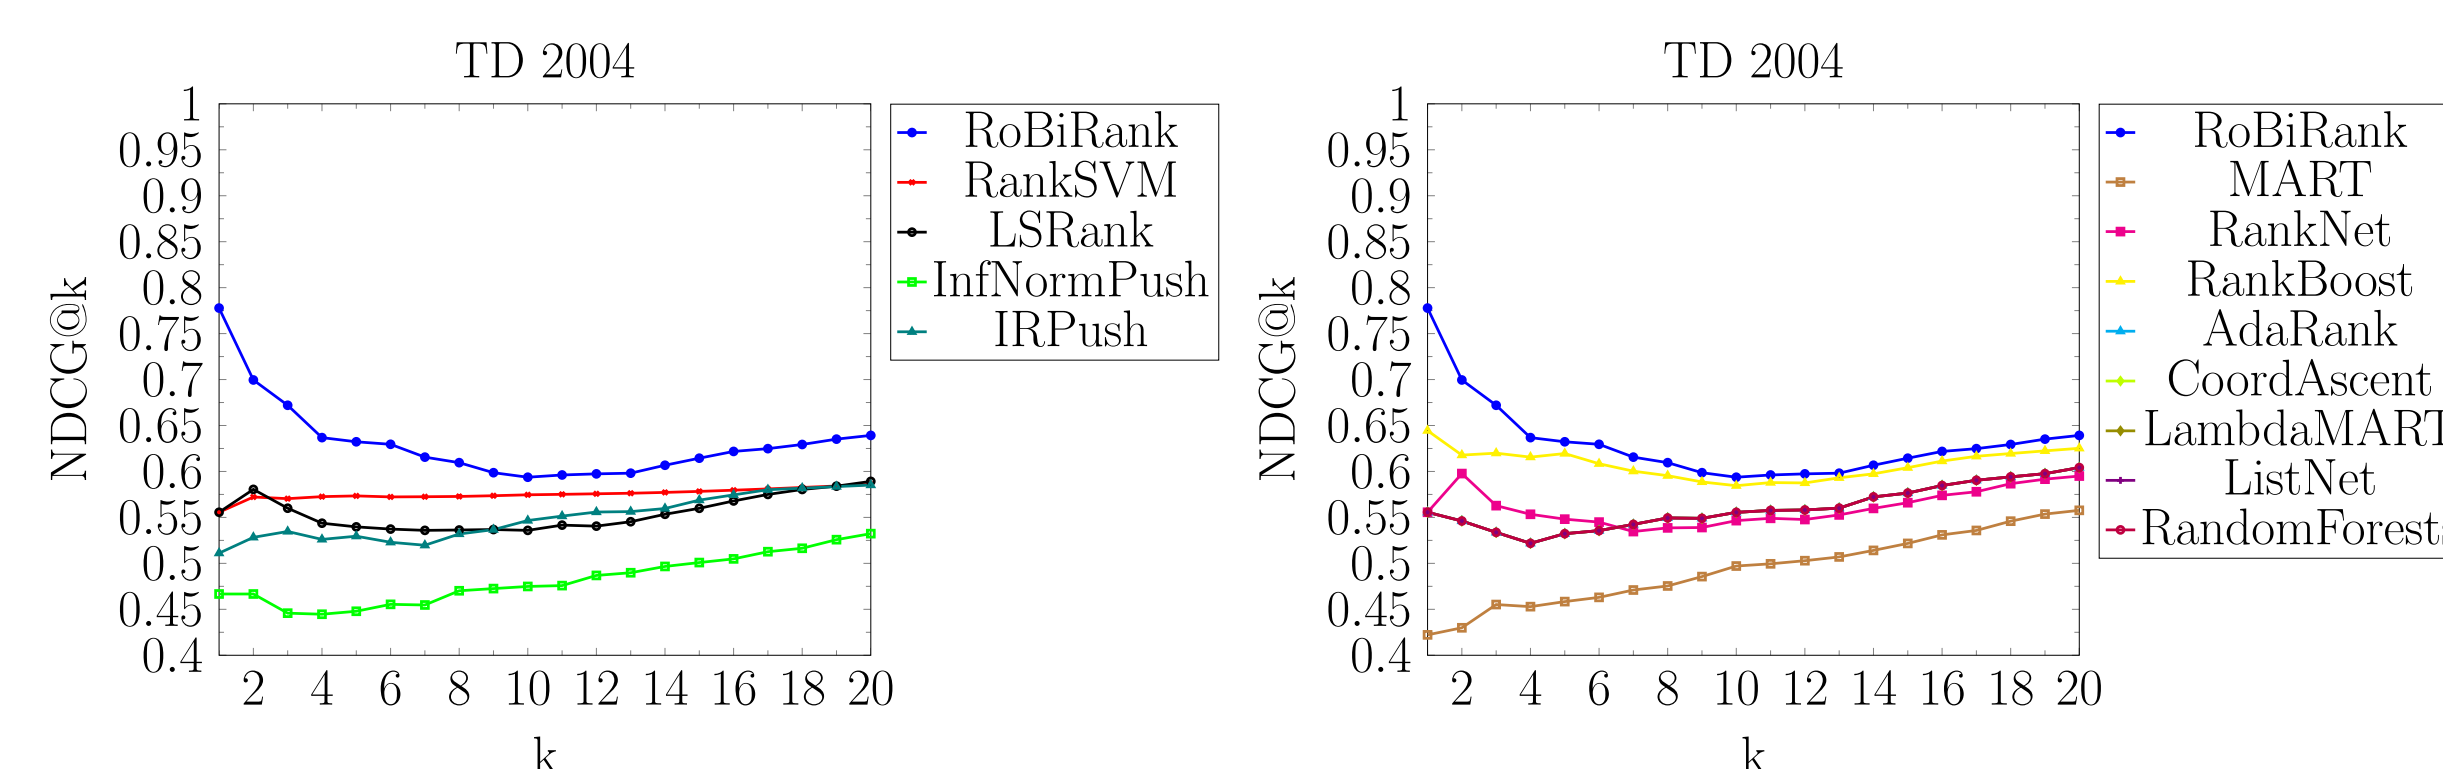 TD 2004
1
0.95
0.9
0.85
0.8
0.75
0.7
0.65
0.6
0.55
0.5
0.45
0.4
2 4 6 8 10 12 14 16 18 20
k
NDCG@k
RoBiRank
RankSVM
LSRank
InfNormPush
IRPush
TD 2004
1
0.95
0.9
0.85
0.8
0.75
0.7
0.65
0.6
0.55
0.5
0.45
0.4
2 4 6 8 10 12 14 16 18 20
k
NDCG@k
RoBiRank
MART
RankNet
RankBoost
AdaRank
CoordAscent
LambdaMART
ListNet
RandomForests